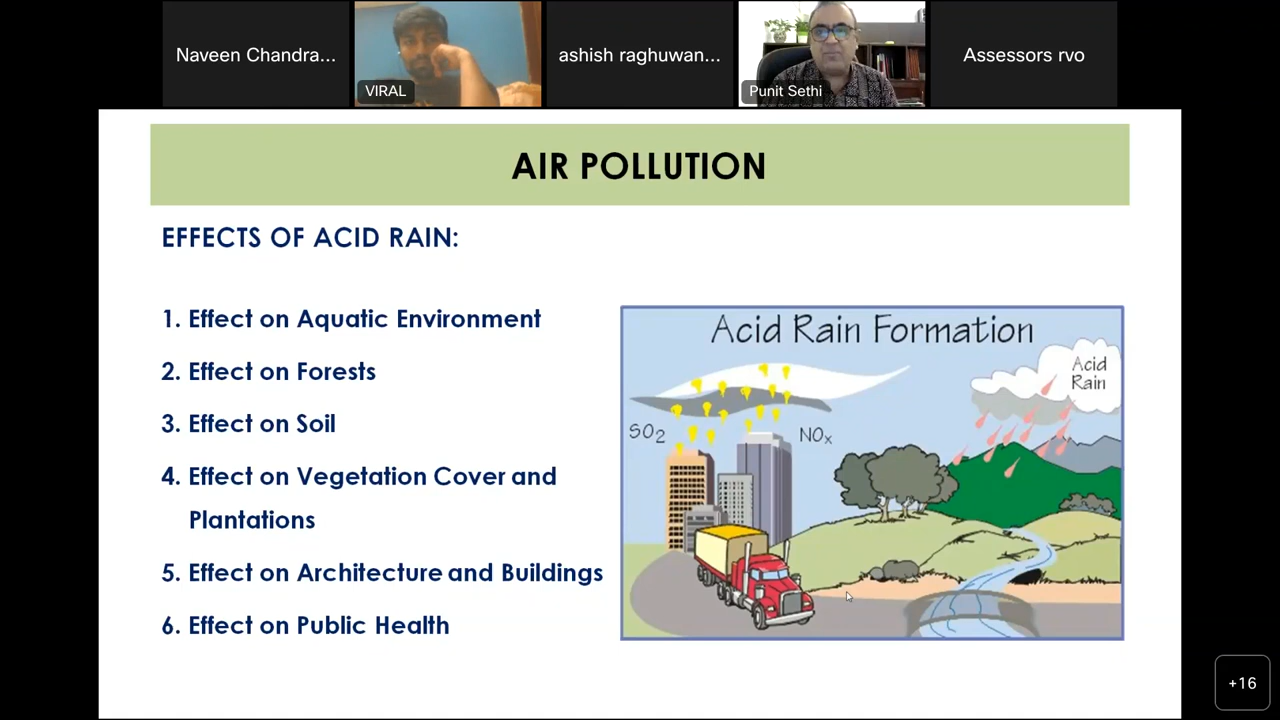 Naveen Chandra...
VIRAL
ashish raghuwan...
Punit Sethi
Assessors rvo
AIR POLLUTION
EFFECTS OF ACID RAIN:
1. Effect on Aquatic Environment
2. Effect on Forests
3. Effect on Soil
4. Effect on Vegetation Cover and
Plantations
5. Effect on Architecture and Buildings
6. Effect on Public Health
Acid Rain Formation
Acid
Rain
SO₂
NOₓ
+16